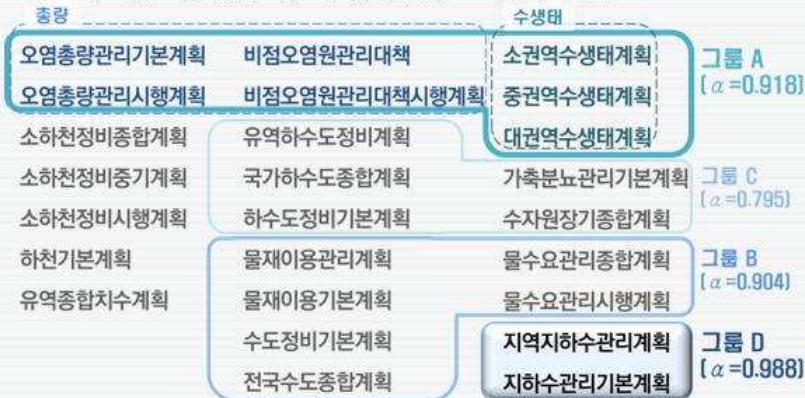 총량 수생태
오염총량관리기본계획 비점오염원관리대책 소권역수생태계획 그룹 A
오염총량관리시행계획 비점오염원관리대책시행계획 중권역수생태계획 (α=0.918)
소하천정비종합계획 유역하수도정비계획 대권역수생태계획
소하천정비중기계획 국가하수도종합계획 가축분뇨관리기본계획 그룹 C
(α=0.795)
소하천정비시행계획 하수도정비기본계획 수자원장기종합계획
하천기본계획 물재이용관리계획 물수요관리종합계획 그룹 B
(α=0.904)
유역종합치수계획 물재이용기본계획 물수요관리시행계획
수도정비기본계획 지역지하수관리계획 그룹 D
전국수도종합계획 지하수관리기본계획 (α=0.988)